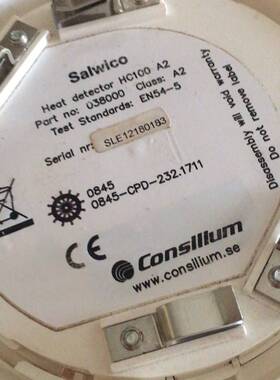 Salwico
Heat detector HC100 A2
Part no: 038000 Class: A2
Test Standards: EN54-5
Serial nr:
SLE12180183
0845
0845-CPD-232.1711
CE
Consilium
www.consilium.se
Disassembly will void warranty
Do not remove label